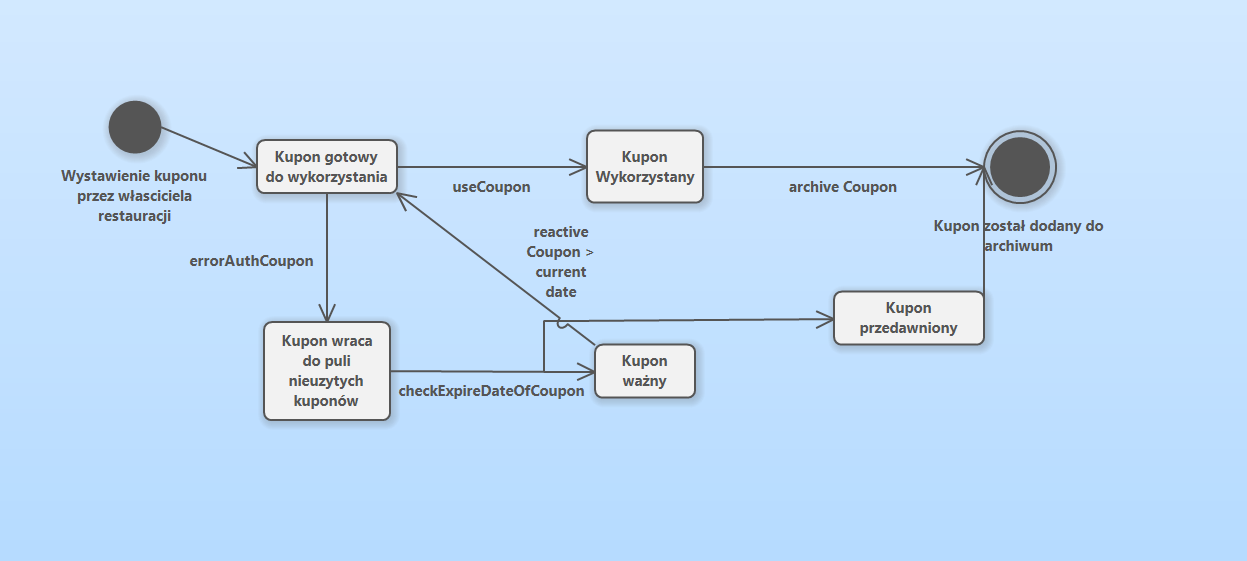 Wystawienie kuponu
przez własciciela
restauracji
Kupon gotowy
do wykorzystania
useCoupon
Kupon
Wykorzystany
archive Coupon
Kupon został dodany do
archiwum
errorAuthCoupon
reactive
Coupon >
current
date
Kupon wraca
do puli
nieuzytych
kuponów
checkExpireDateOfCoupon
Kupon
ważny
Kupon
przedawniony